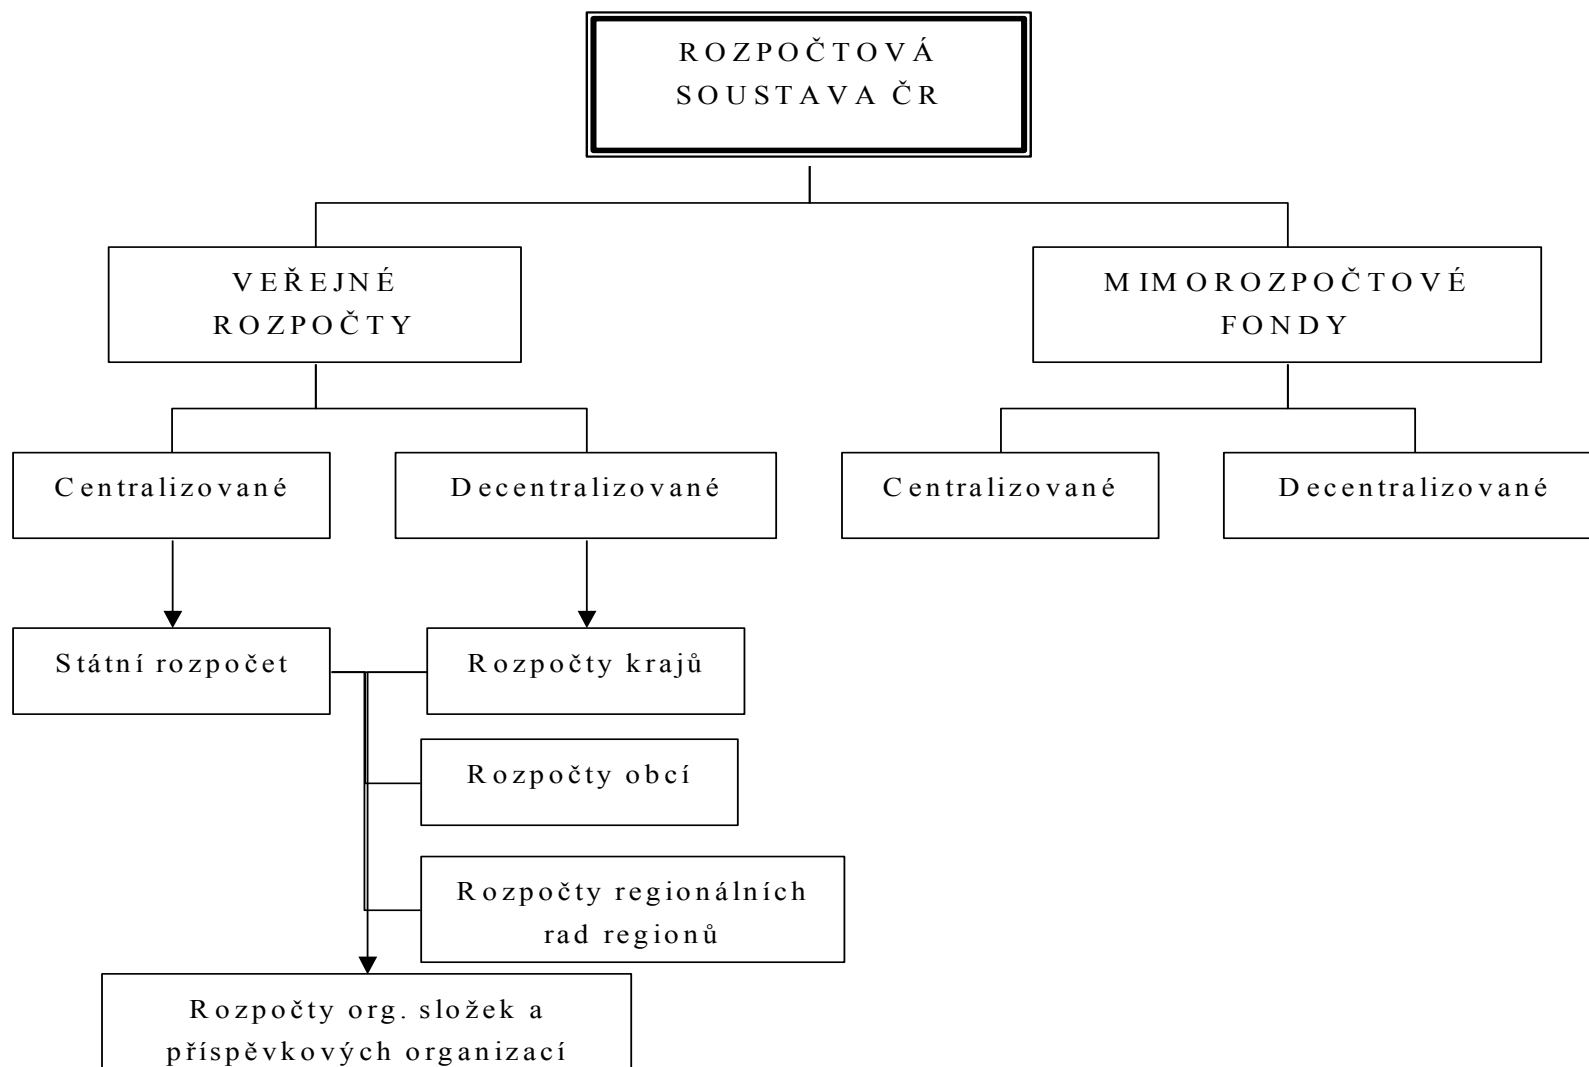 ROZPOČTOVÁ
SOUSTAVA ČR
VEŘEJNÉ
ROZPOČTY
MIMOROZPOČTOVÉ
FONDY
Centralizované
Decentralizované
Centralizované
Decentralizované
Státní rozpočet
Rozpočty krajů
Rozpočty obcí
Rozpočty regionálních
rad regionů
Rozpočty org. složek a
příspěvkových organizací